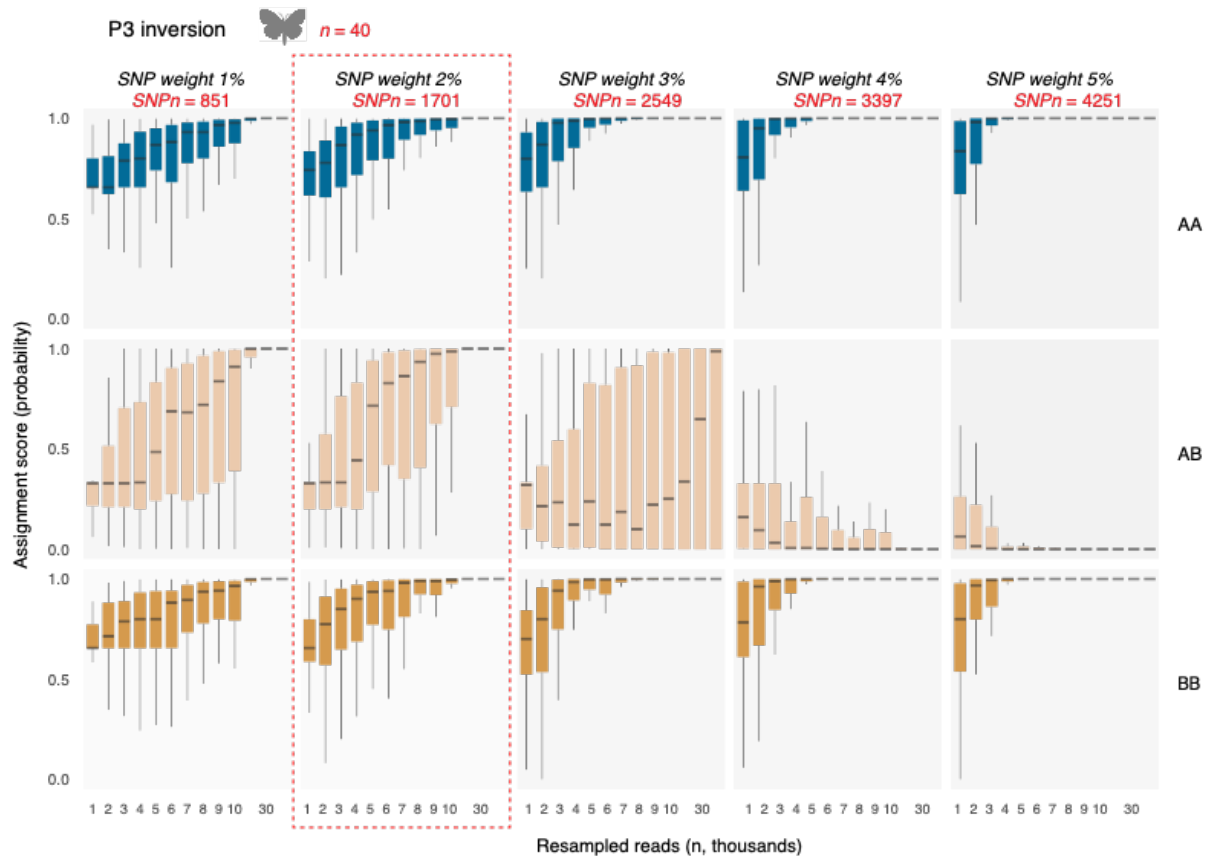 P3 inversion n = 40
SNP weight 1% SNP weight 2% SNP weight 3% SNP weight 4% SNP weight 5%
SNPn = 851 SNPn = 1701 SNPn = 2549 SNPn = 3397 SNPn = 4251
1.0
0.5
0.0
AA
1.0
0.5
0.0
AB
1.0
0.5
0.0
BB
Assignment score (probability)
1 2 3 4 5 6 7 8 9 10 30 1 2 3 4 5 6 7 8 9 10 30 1 2 3 4 5 6 7 8 9 10 30 1 2 3 4 5 6 7 8 9 10 30 1 2 3 4 5 6 7 8 9 10 30
Resampled reads (n, thousands)